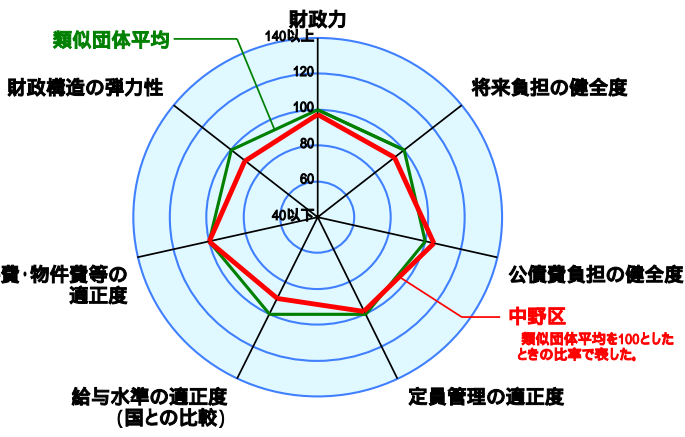 財政力
類似団体平均
140以上
120
100
80
60
40以下
財政構造の弾力性
将来負担の健全度
費・物件費等の
適正度
公債費負担の健全度
中野区
類似団体平均を100とした
ときの比率で表した。
給与水準の適正度
(国との比較)
定員管理の適正度